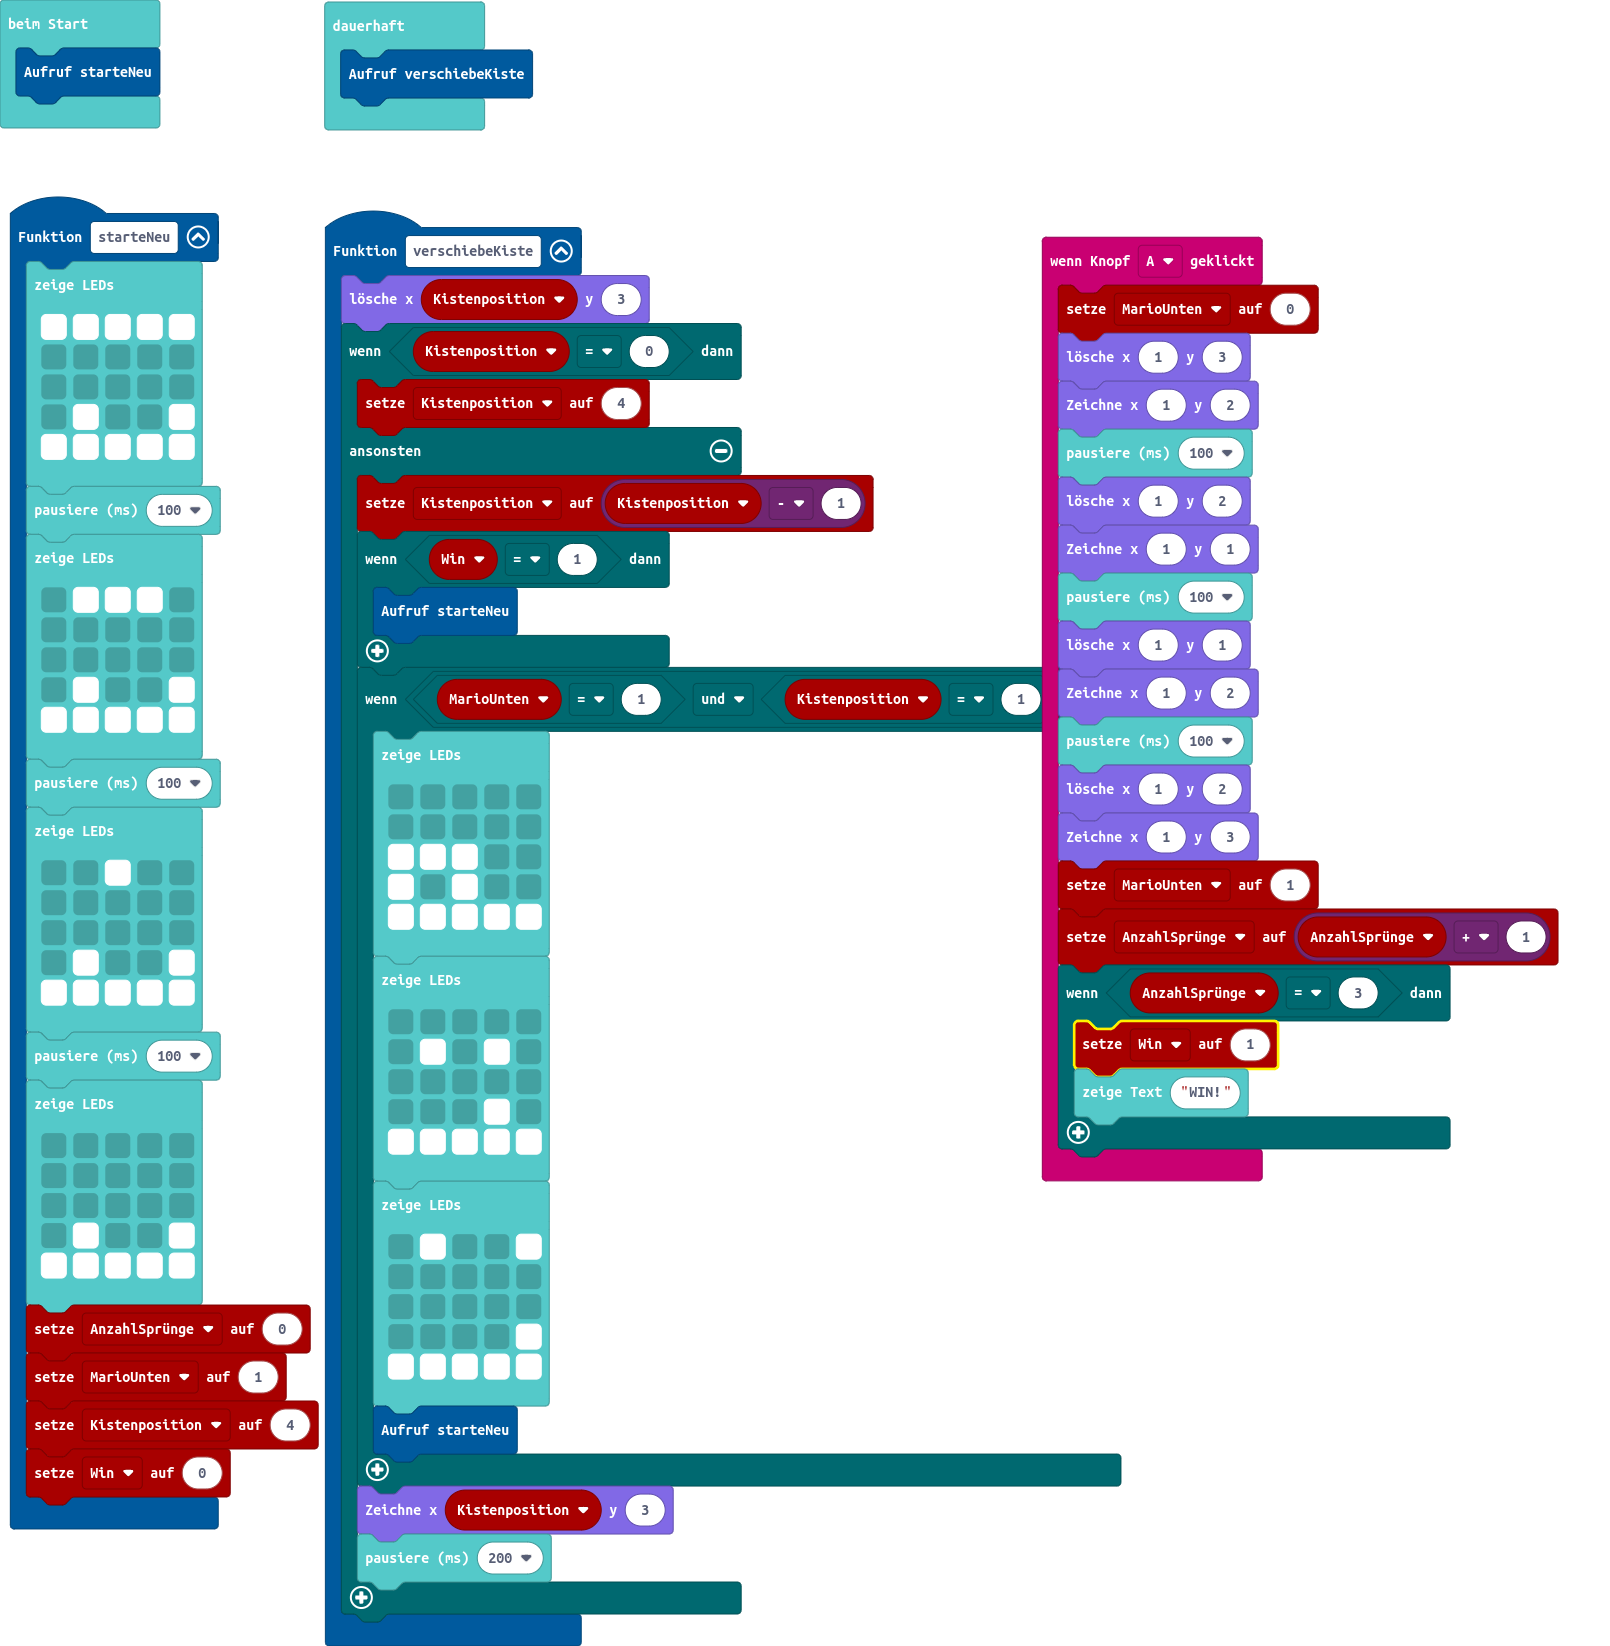 beim Start
Aufruf starteNeu
dauerhaft
Aufruf verschiebeKiste
Funktion starteNeu
zeige LEDs
pausiere (ms) 100
zeige LEDs
pausiere (ms) 100
zeige LEDs
pausiere (ms) 100
zeige LEDs
setze AnzahlSprünge auf 0
setze MarioUnten auf 1
setze Kistenposition auf 4
setze Win auf 0
Funktion verschiebeKiste
lösche x Kistenposition y 3
wenn Kistenposition = 0 dann
setze Kistenposition auf 4
ansonsten
setze Kistenposition auf Kistenposition - 1
wenn Win = 1 dann
Aufruf starteNeu
wenn MarioUnten = 1 und Kistenposition = 1
zeige LEDs
zeige LEDs
zeige LEDs
Aufruf starteNeu
Zeichne x Kistenposition y 3
pausiere (ms) 200
wenn Knopf A geklickt
setze MarioUnten auf 0
lösche x 1 y 3
Zeichne x 1 y 2
pausiere (ms) 100
lösche x 1 y 2
Zeichne x 1 y 1
pausiere (ms) 100
lösche x 1 y 1
Zeichne x 1 y 2
pausiere (ms) 100
lösche x 1 y 2
Zeichne x 1 y 3
setze MarioUnten auf 1
setze AnzahlSprünge auf AnzahlSprünge + 1
wenn AnzahlSprünge = 3 dann
setze Win auf 1
zeige Text "WIN!"